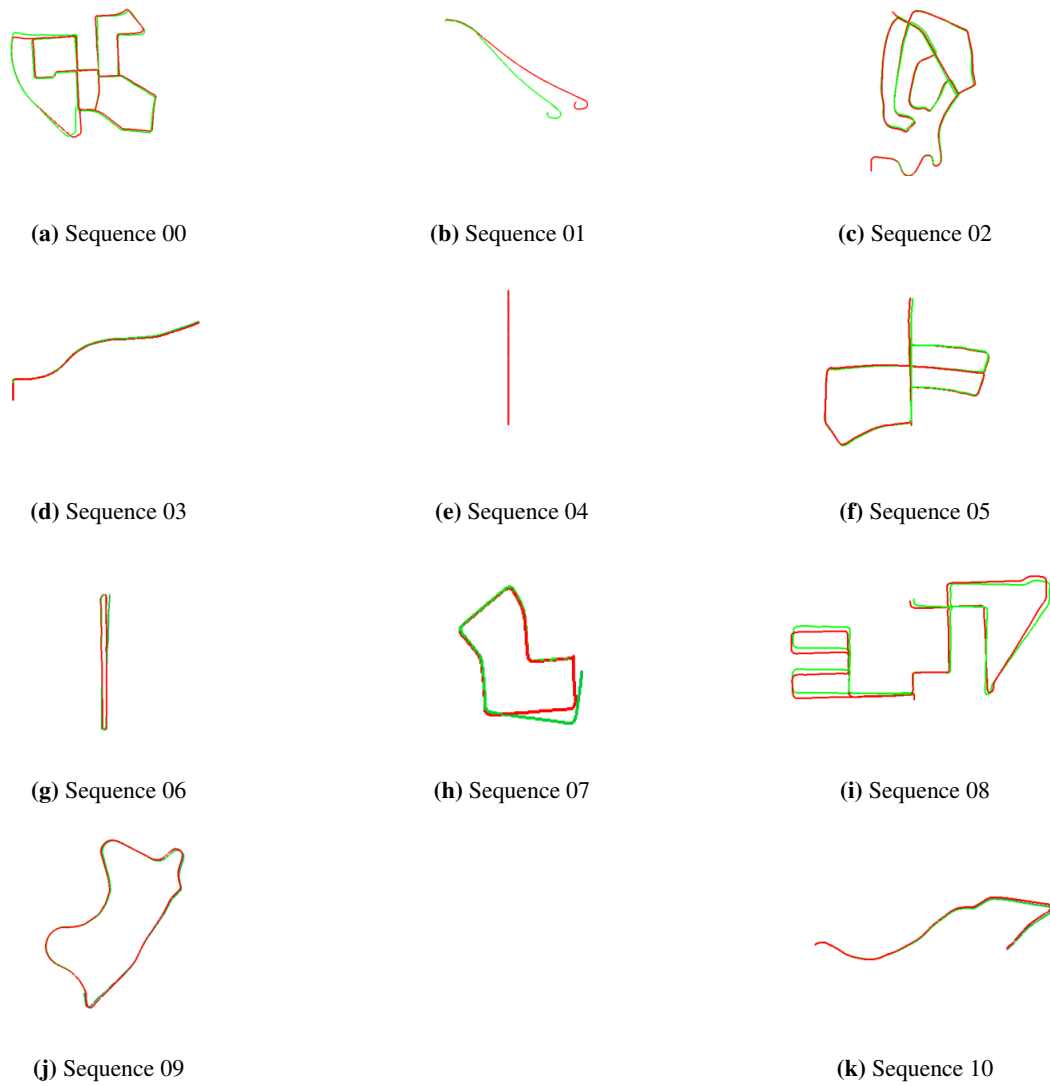 (a) Sequence 00
(b) Sequence 01
(c) Sequence 02
(d) Sequence 03
(e) Sequence 04
(f) Sequence 05
(g) Sequence 06
(h) Sequence 07
(i) Sequence 08
(j) Sequence 09
(k) Sequence 10